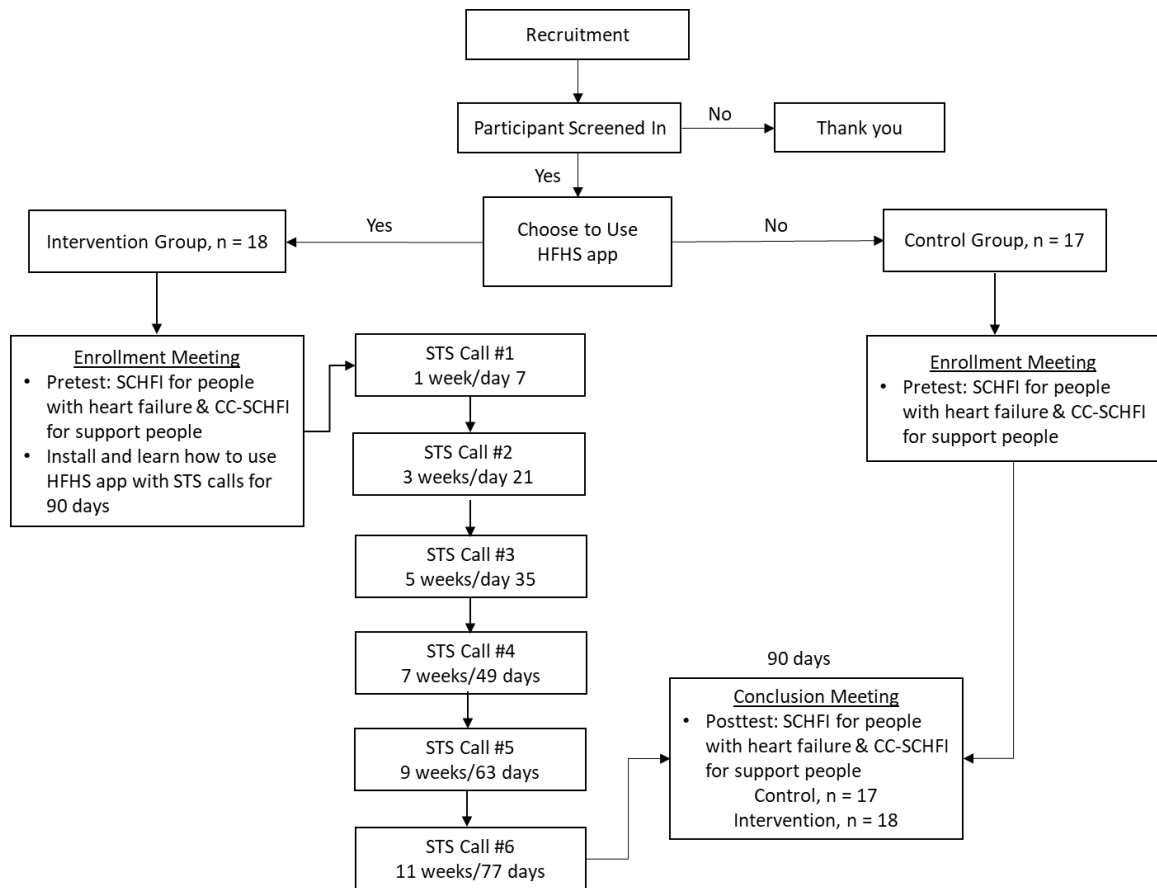 Recruitment
Participant Screened In
No
Thank you
Yes
Choose to Use
HFHS app
Yes
No
Intervention Group, n = 18
Control Group, n = 17
Enrollment Meeting
• Pretest: SCHFI for people
with heart failure & CC-SCHFI
for support people
• Install and learn how to use
HFHS app with STS calls for
90 days
STS Call #1
1 week/day 7
STS Call #2
3 weeks/day 21
STS Call #3
5 weeks/day 35
STS Call #4
7 weeks/49 days
STS Call #5
9 weeks/63 days
STS Call #6
11 weeks/77 days
Enrollment Meeting
• Pretest: SCHFI for people
with heart failure & CC-SCHFI
for support people
90 days
Conclusion Meeting
• Posttest: SCHFI for people
with heart failure & CC-SCHFI
for support people
Control, n = 17
Intervention, n = 18